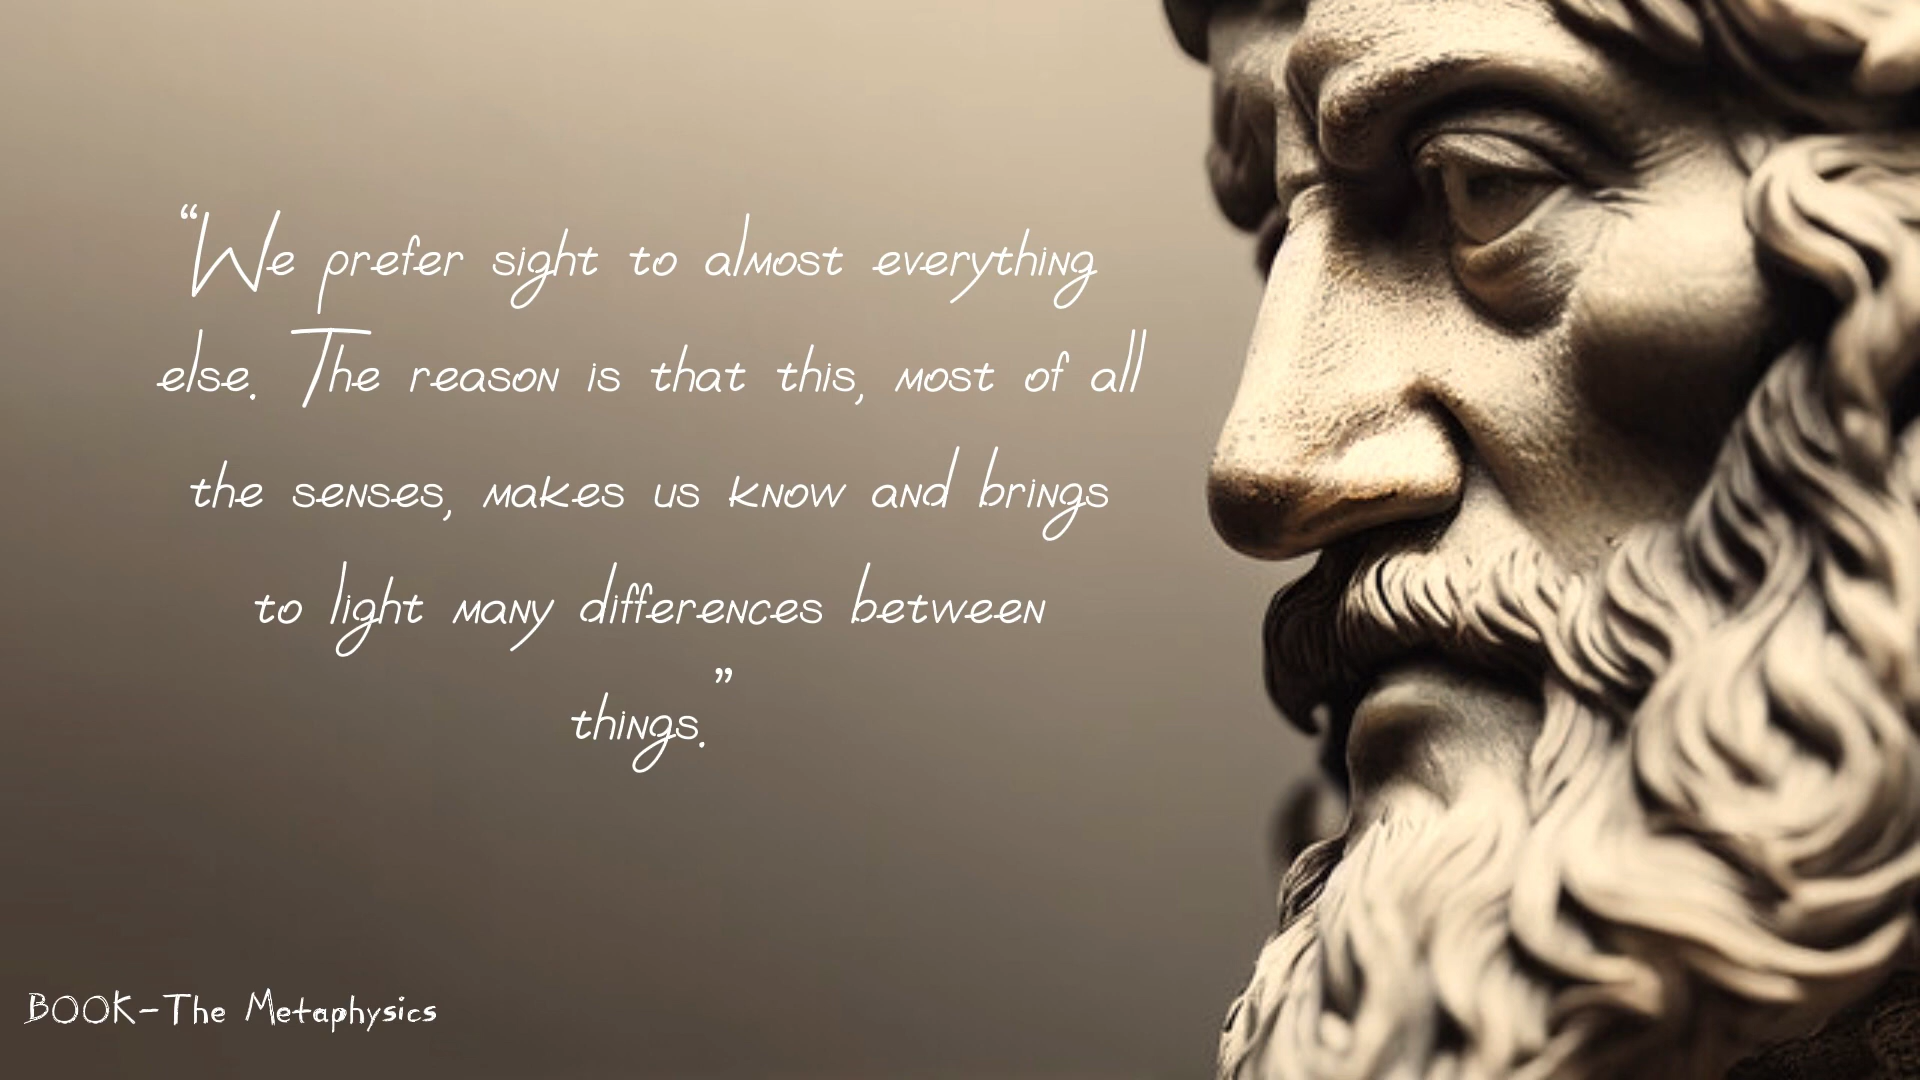 “We prefer sight to almost everything
else. The reason is that this, most of all
the senses, makes us know and brings
to light many differences between
things.”
BOOK-The Metaphysics